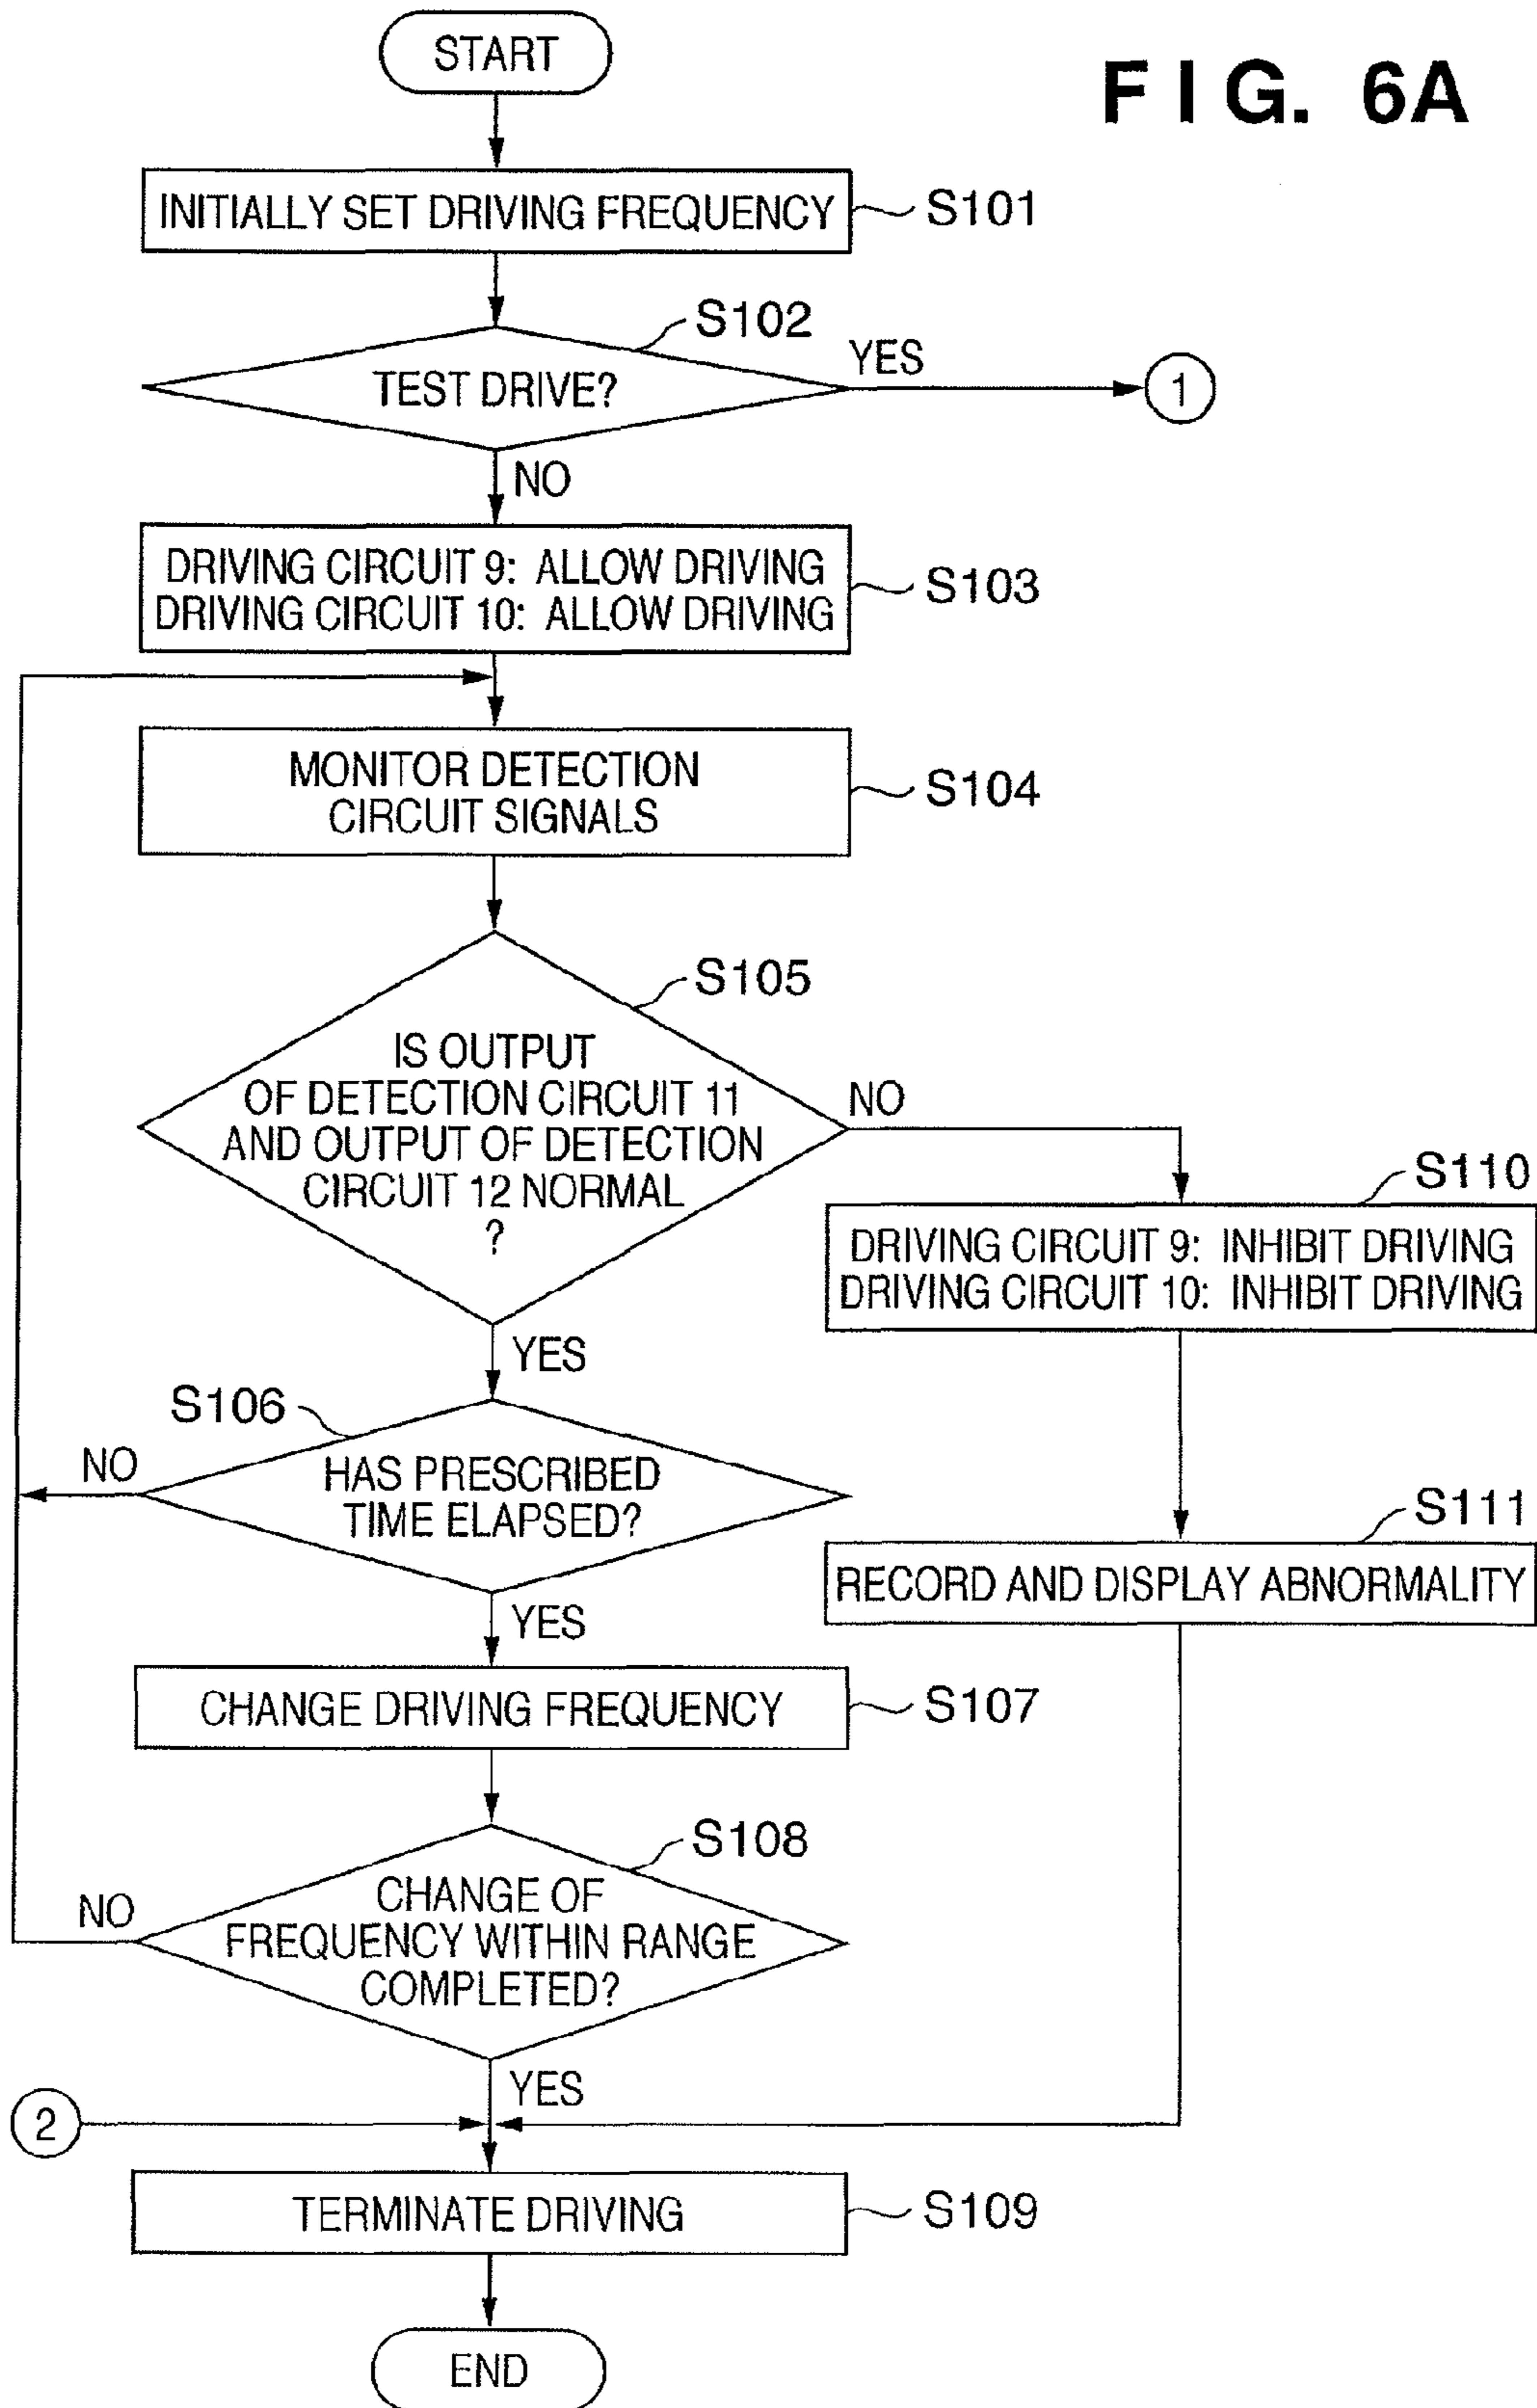 START
FIG. 6A
INITIALLY SET DRIVING FREQUENCY
S101
S102
TEST DRIVE?
YES
1
NO
DRIVING CIRCUIT 9: ALLOW DRIVING
DRIVING CIRCUIT 10: ALLOW DRIVING
S103
MONITOR DETECTION
CIRCUIT SIGNALS
S104
S105
IS OUTPUT
OF DETECTION CIRCUIT 11
AND OUTPUT OF DETECTION
CIRCUIT 12 NORMAL
?
NO
S110
DRIVING CIRCUIT 9: INHIBIT DRIVING
DRIVING CIRCUIT 10: INHIBIT DRIVING
YES
S106
NO
HAS PRESCRIBED
TIME ELAPSED?
S111
RECORD AND DISPLAY ABNORMALITY
YES
CHANGE DRIVING FREQUENCY
S107
S108
NO
CHANGE OF
FREQUENCY WITHIN RANGE
COMPLETED?
YES
2
TERMINATE DRIVING
S109
END